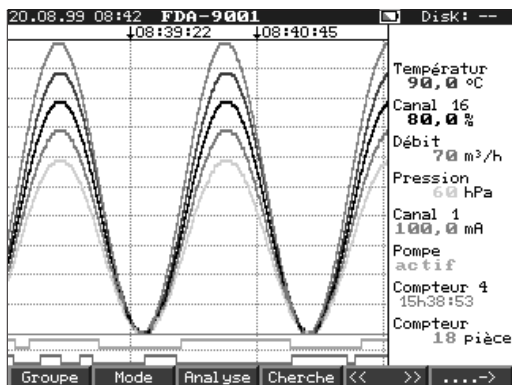 20.08.99 08:42 FDA-9001 Disk: --
08:39:22 08:40:45
Températur
90,0 °C
Canal 16
80,0 %
Débit
70 m³/h
Pression
60 hPa
Canal 1
100,0 mA
Pompe
actif
Compteur 4
15h38:53
Compteur
18 pièce
Groupe Mode Analyse Cherche << >> ....->